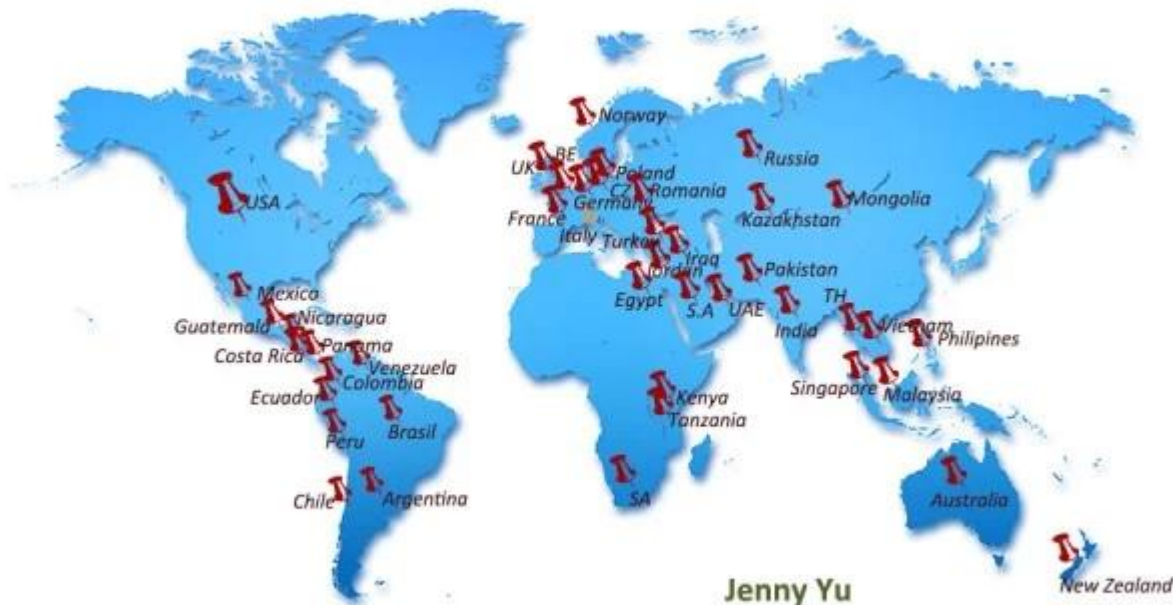 Norway
UK
BE
Poland
Russia
CZ
Romania
USA
Germany
Kazakhstan
Mongolia
France
Italy
Turkey
Iraq
Jordan
Pakistan
Mexico
Egypt
S.A
UAE
TH
India
Guatemala
Nicaragua
Vietnam
Philipines
Costa Rica
Panama
Venezuela
Colombia
Singapore
Malaysia
Ecuador
Kenya
Tanzania
Peru
Brasil
Chile
Argentina
SA
Australia
New Zealand
Jenny Yu